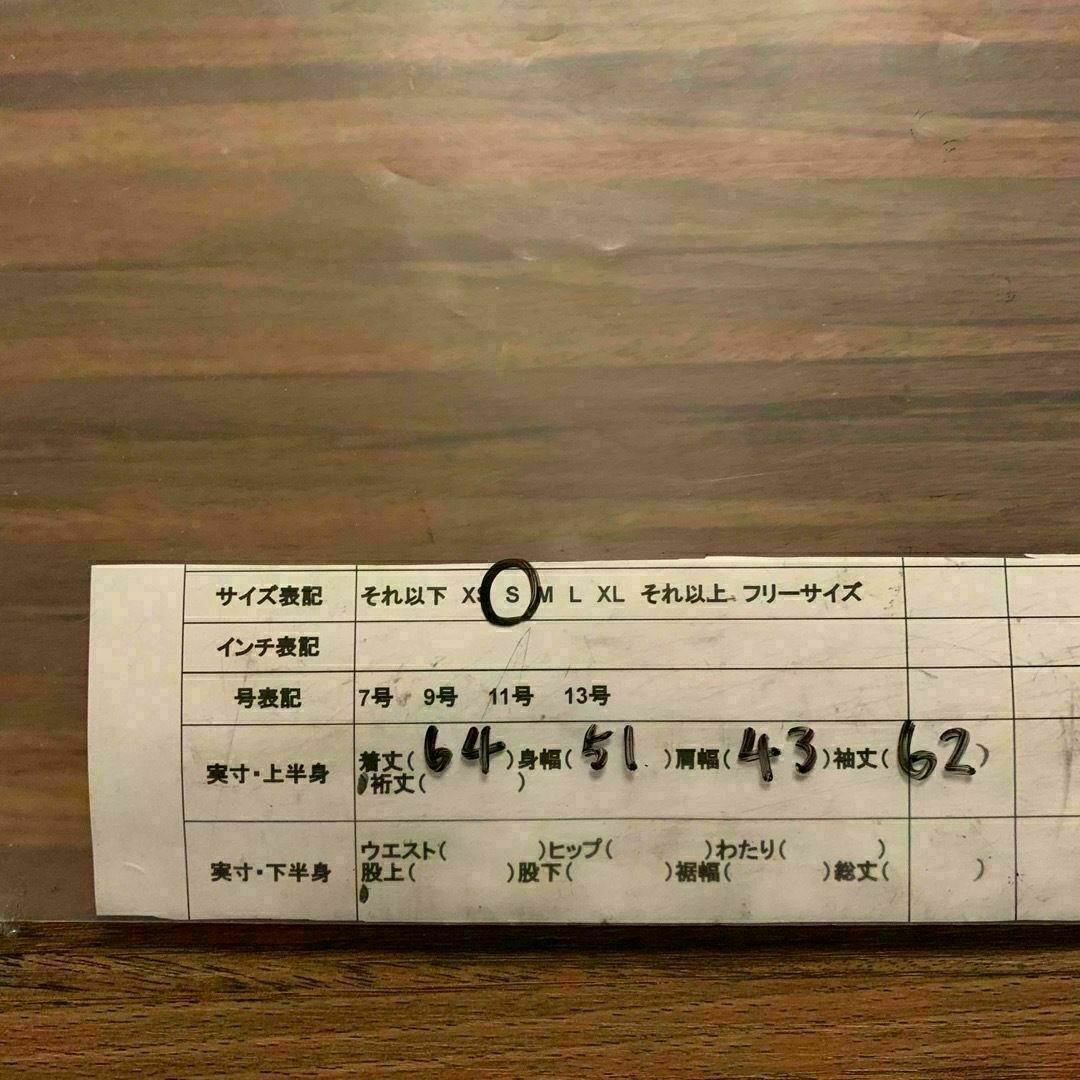 サイズ表記 それ以下 XS S M L XL それ以上 フリーサイズ
インチ表記
号表記 7号 9号 11号 13号
実寸・上半身 着丈(64)身幅(51)肩幅(43)袖丈(62)
裄丈( )
実寸・下半身 ウエスト( )ヒップ( )わたり( )
股上( )股下( )裾幅( )総丈( )